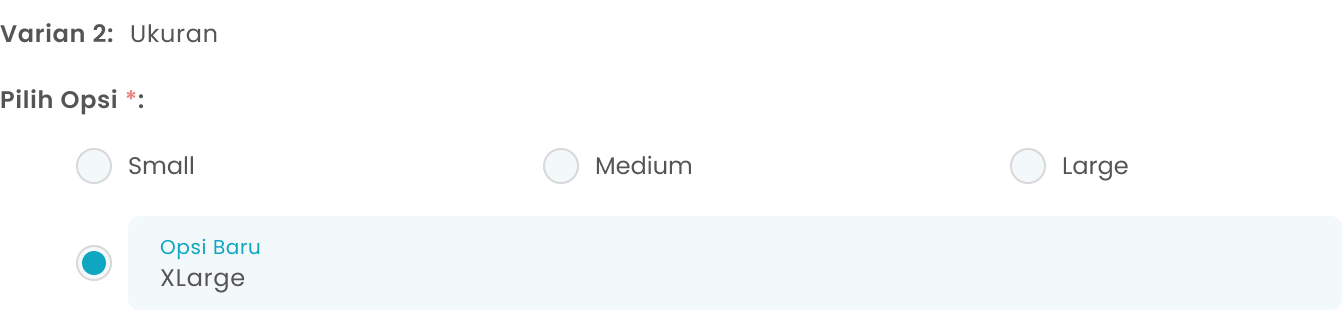 Varian 2: Ukuran
Pilih Opsi *:
Small Medium Large
Opsi Baru
XLarge